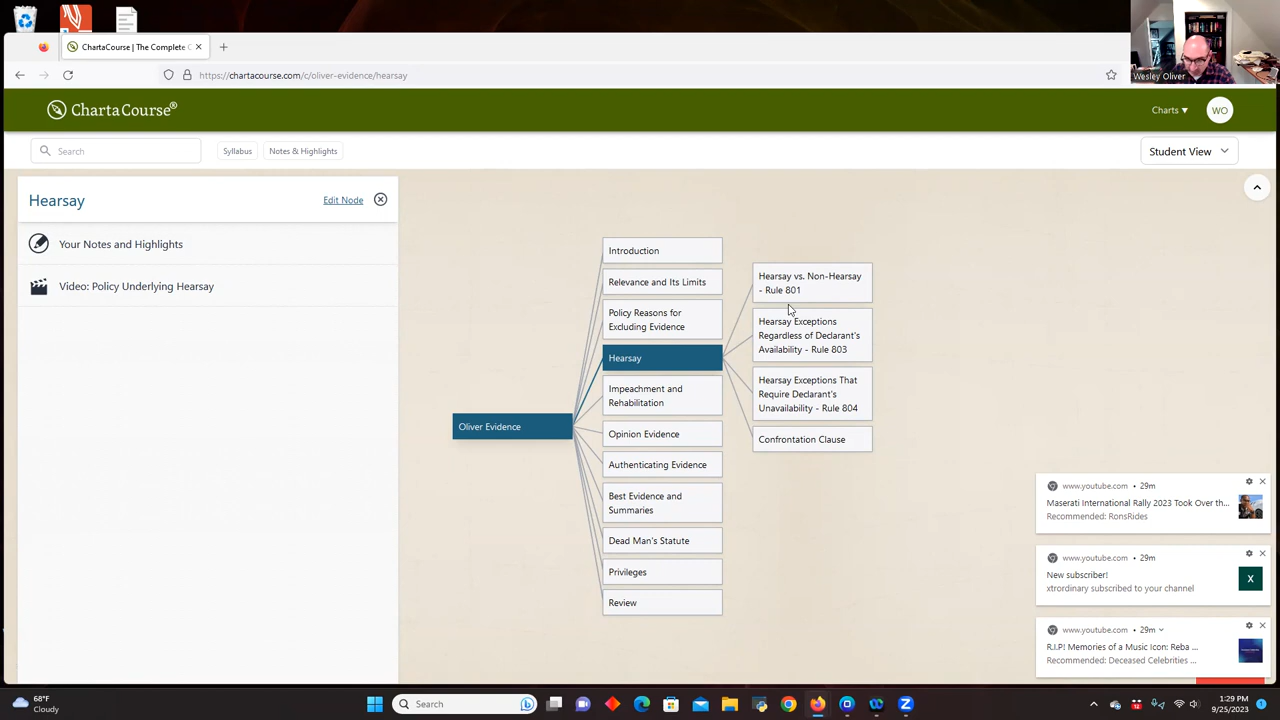 ChartaCourse | The Complete C
https://chartacourse.com/c/oliver-evidence/hearsay
Wesley Oliver
ChartaCourse®
Charts
WO
Search
Syllabus
Notes & Highlights
Student View
Hearsay
Edit Node
Your Notes and Highlights
Video: Policy Underlying Hearsay
Oliver Evidence
Introduction
Relevance and Its Limits
Policy Reasons for
Excluding Evidence
Hearsay
Impeachment and
Rehabilitation
Opinion Evidence
Authenticating Evidence
Best Evidence and
Summaries
Dead Man's Statute
Privileges
Review
Hearsay vs. Non-Hearsay
- Rule 801
Hearsay Exceptions
Regardless of Declarant's
Availability - Rule 803
Hearsay Exceptions That
Require Declarant's
Unavailability - Rule 804
Confrontation Clause
www.youtube.com • 29m
Maserati International Rally 2023 Took Over th...
Recommended: RonsRides
www.youtube.com • 29m
New subscriber!
xtrordinary subscribed to your channel
X
www.youtube.com • 29m
R.I.P! Memories of a Music Icon: Reba ...
Recommended: Deceased Celebrities ...
68°F
Cloudy
Search
1:29 PM
9/25/2023